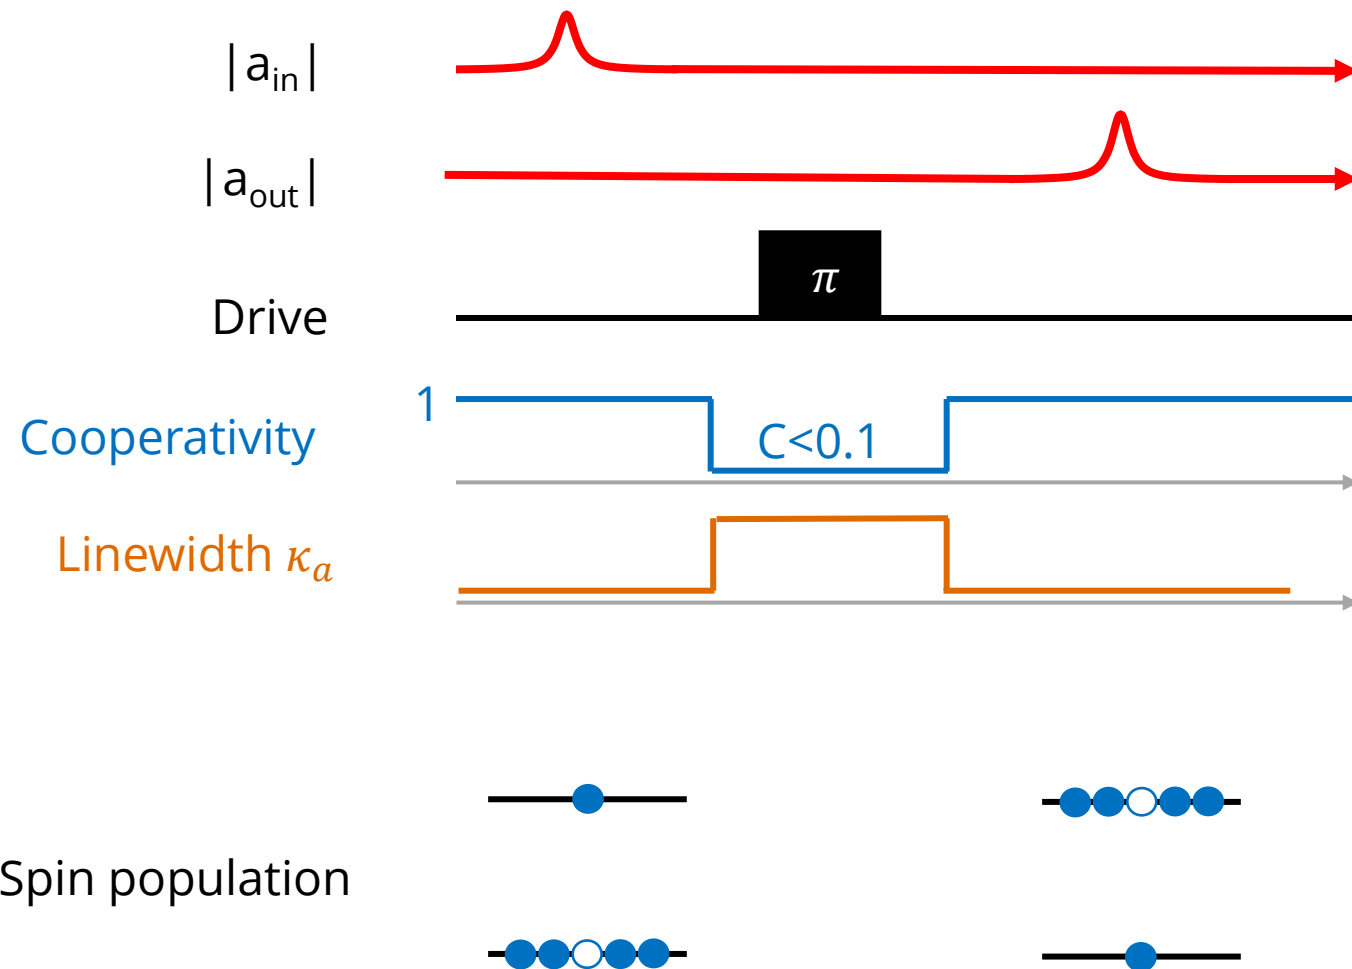 |a_in|
|a_out|
π
Drive
1
Cooperativity
C<0.1
Linewidth κ_a
Spin population